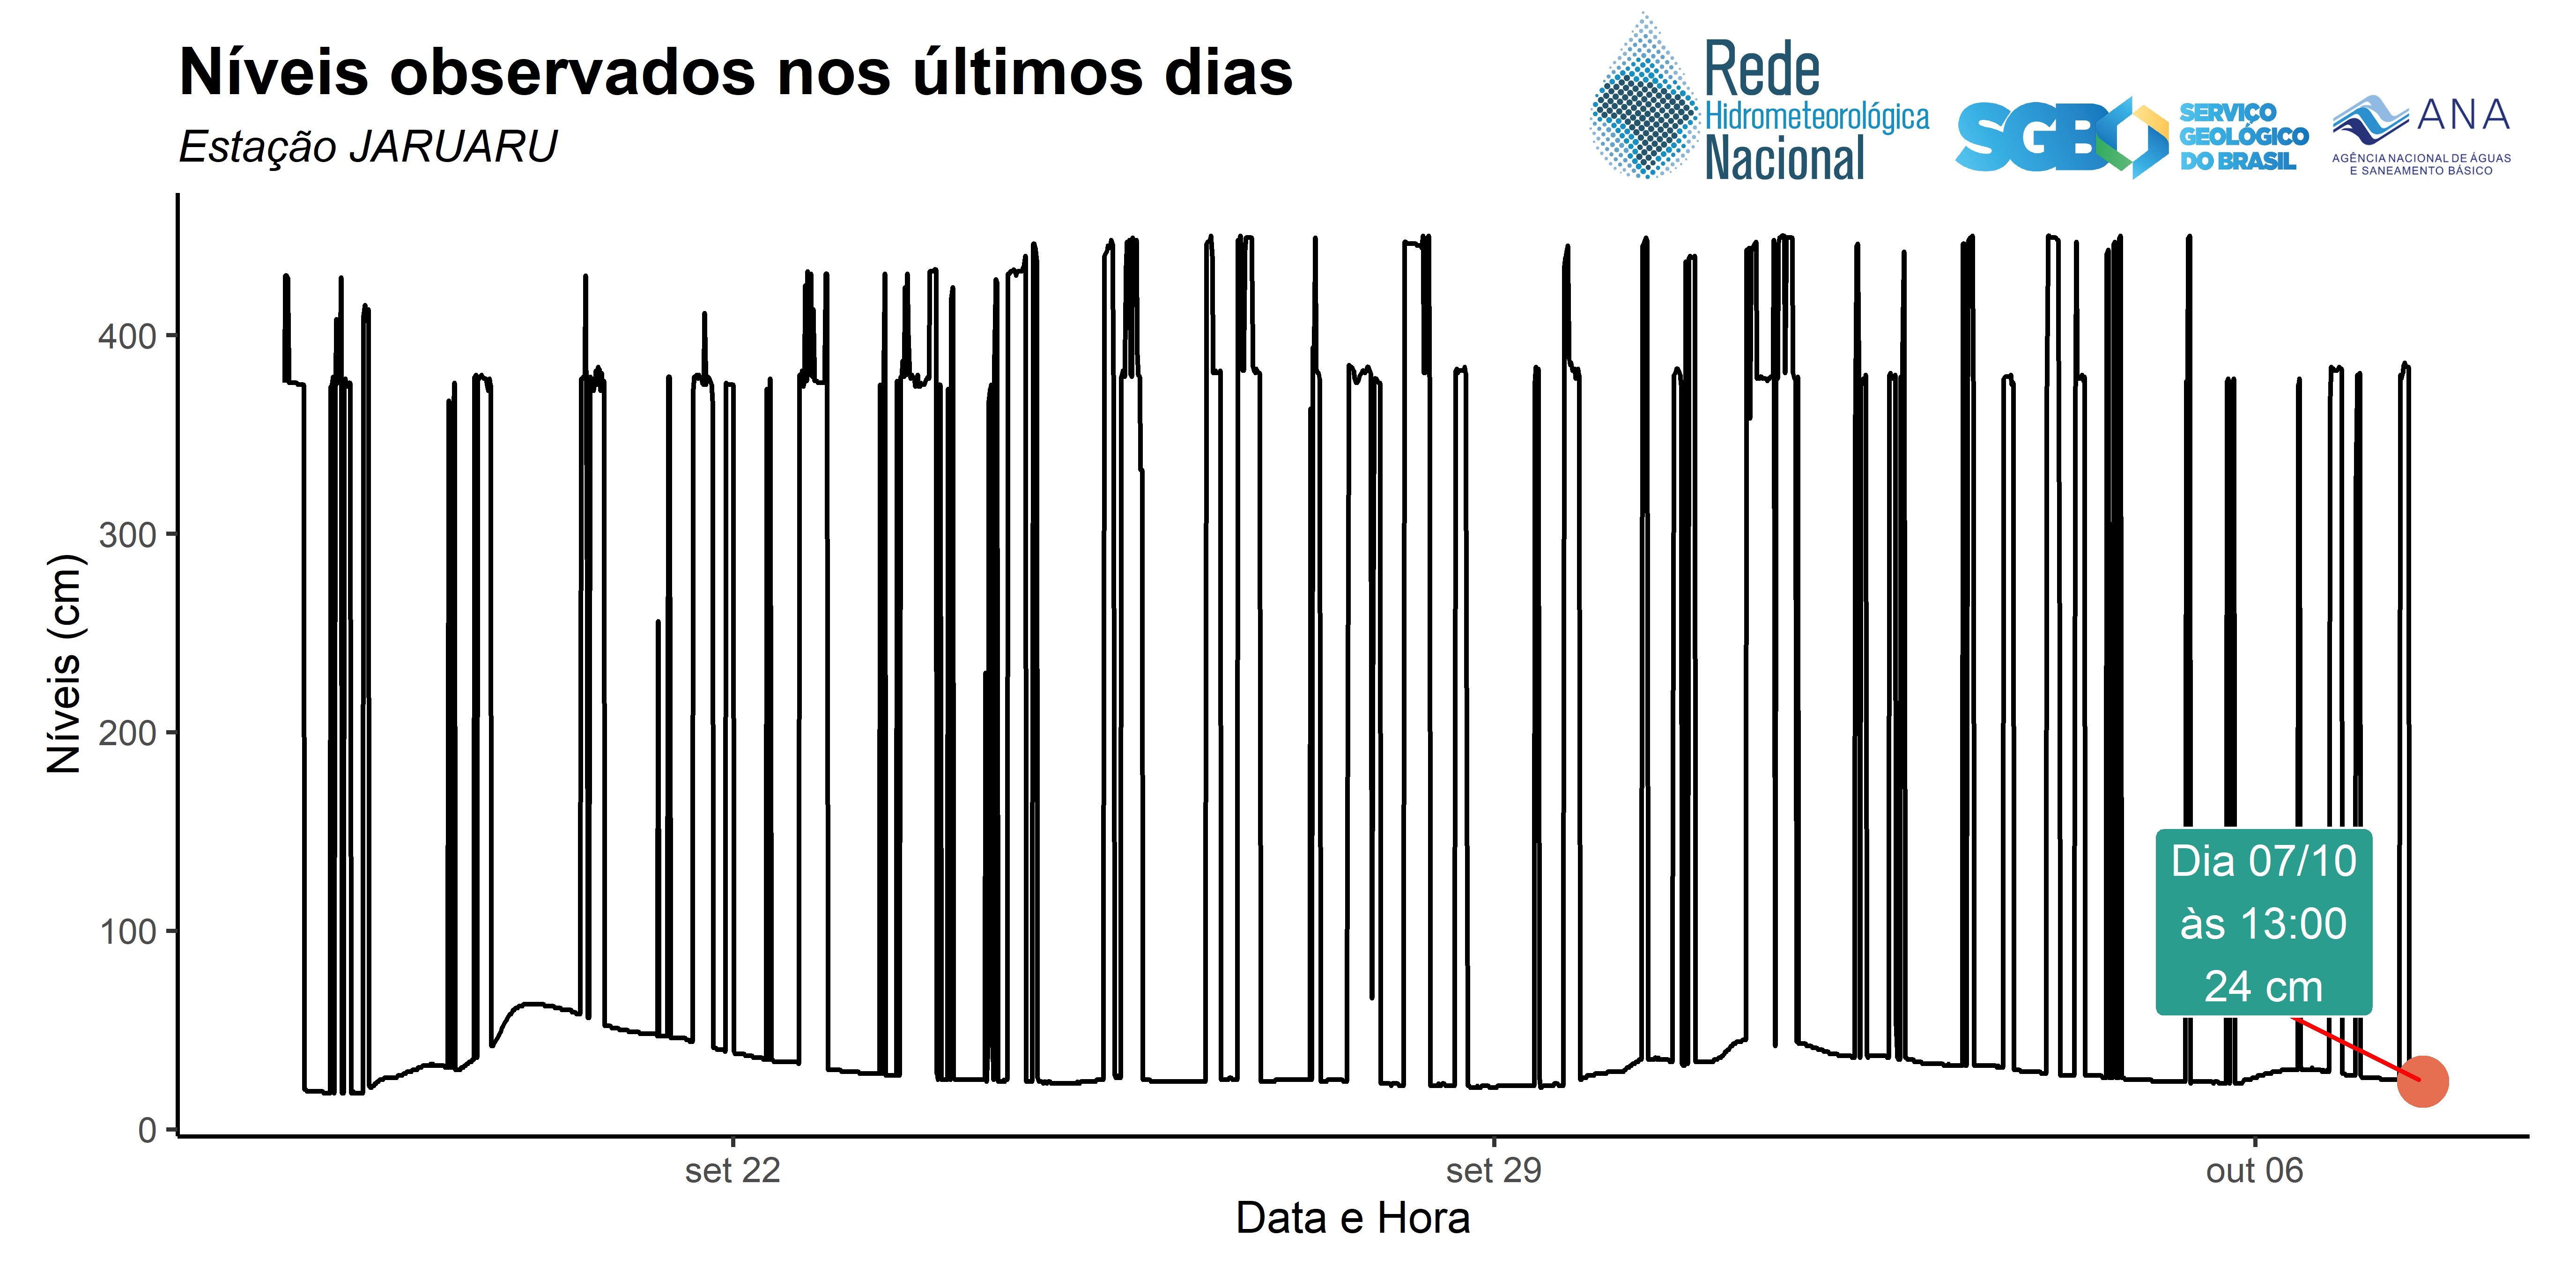 Níveis observados nos últimos dias
Estação JARUARU
Rede
Hidrometeorológica
Nacional
SGB
SERVIÇO
GEOLÓGICO
DO BRASIL
ANA
AGÊNCIA NACIONAL DE ÁGUAS
E SANEAMENTO BÁSICO
Níveis (cm)
400
300
200
100
0
Dia 07/10
às 13:00
24 cm
set 22
set 29
out 06
Data e Hora